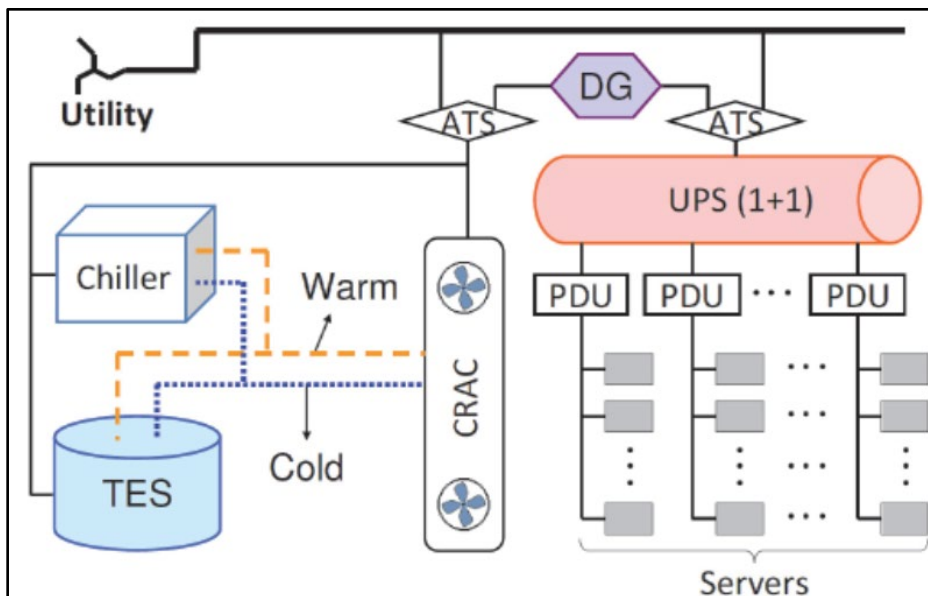 Utility
ATS
DG
ATS
UPS (1+1)
Chiller
Warm
PDU
PDU
···
PDU
CRAC
TES
Cold
Servers